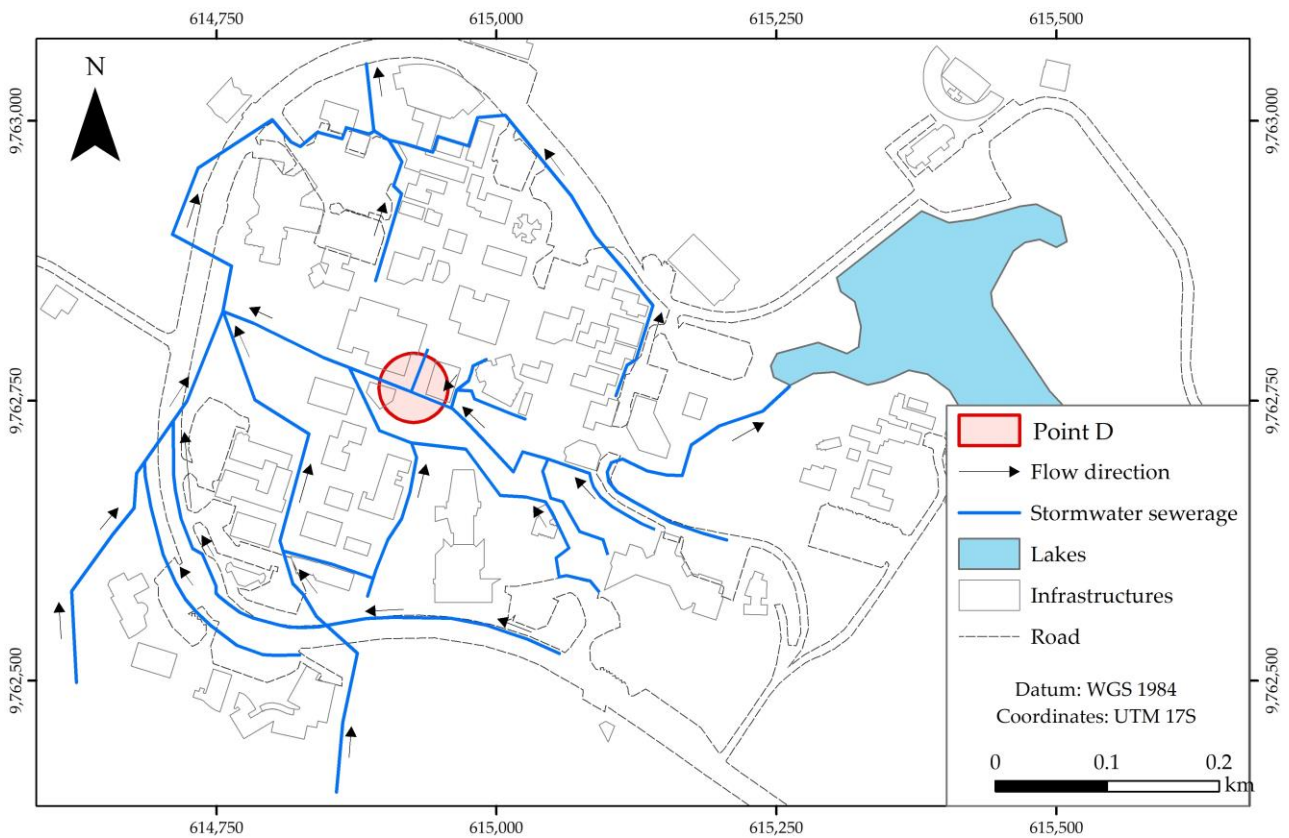 614,750 615,000 615,250 615,500
N
9,763,000 9,763,000
9,762,750 9,762,750
Point D
Flow direction
Stormwater sewerage
Lakes
Infrastructures
Road
9,762,500 9,762,500
Datum: WGS 1984
Coordinates: UTM 17S
0 0.1 0.2
km
614,750 615,000 615,250 615,500